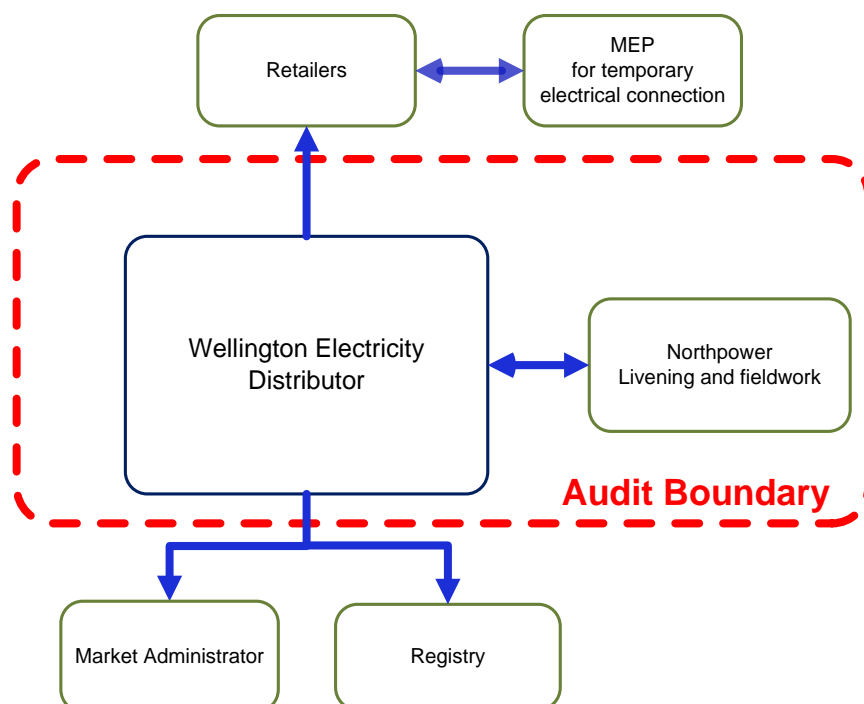 Retailers
MEP
for temporary
electrical connection
Wellington Electricity
Distributor
Northpower
Livening and fieldwork
Audit Boundary
Market Administrator
Registry